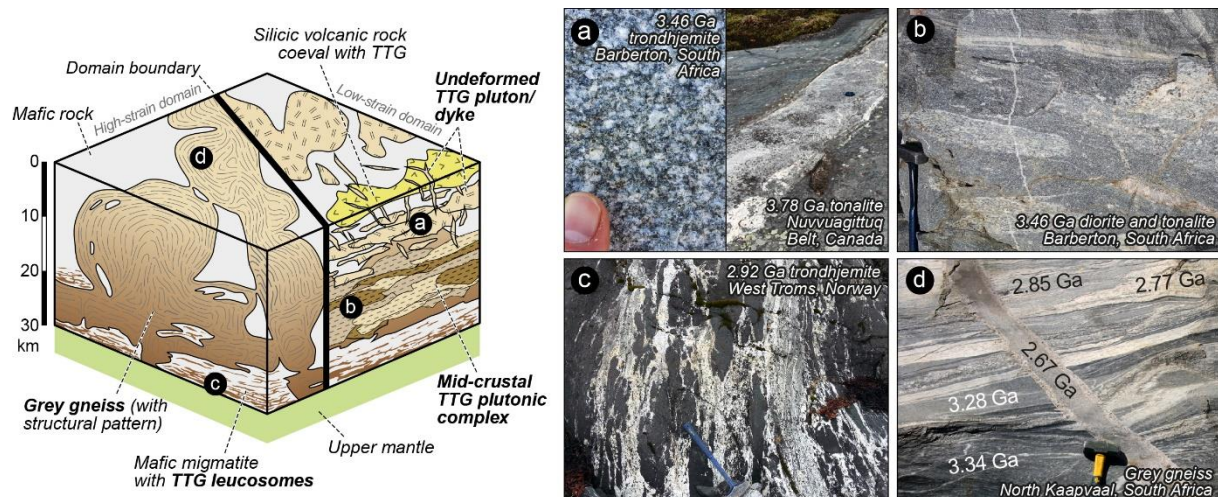 Silicic volcanic rock
coeval with TTG
Domain boundary
Undeformed
TTG pluton/
dyke
Mafic rock
High-strain domain
Low-strain domain
d
0
10
20
30
km
a
b
c
Grey gneiss (with
structural pattern)
Mafic migmatite
with TTG leucosomes
Upper mantle
Mid-crustal
TTG plutonic
complex
a
3.46 Ga
trondhjemite
Barberton, South
Africa
3.78 Ga tonalite
Nuvvuagittuq
Belt, Canada
b
3.46 Ga diorite and tonalite
Barberton, South Africa
c
2.92 Ga trondhjemite
West Troms, Norway
d
2.85 Ga
2.77 Ga
2.67 Ga
3.28 Ga
3.34 Ga
Grey gneiss
North Kaapvaal, South Africa